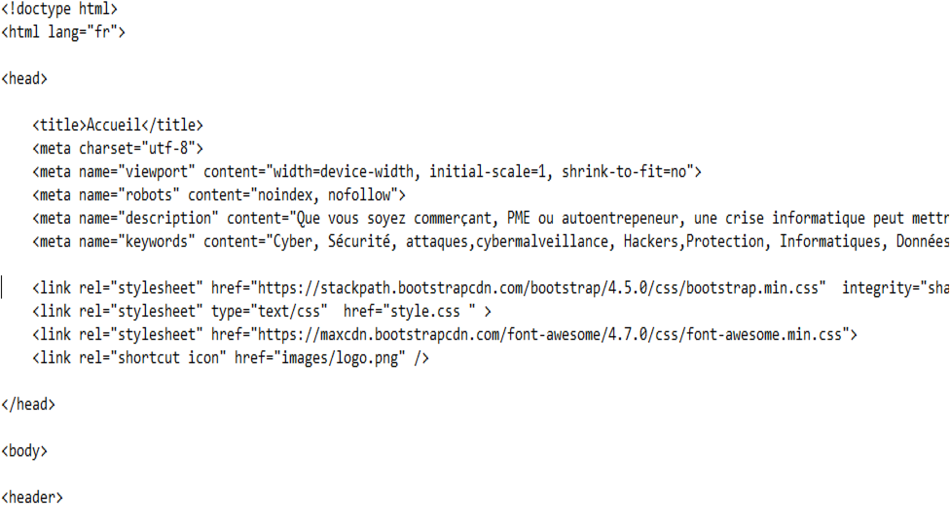 <!doctype html>
<html lang="fr">
<head>
<title>Accueil</title>
<meta charset="utf-8">
<meta name="viewport" content="width=device-width, initial-scale=1, shrink-to-fit=no">
<meta name="robots" content="noindex, nofollow">
<meta name="description" content="Que vous soyez commerçant, PME ou autoentrepeneur, une crise informatique peut mettr
<meta name="keywords" content="Cyber, Sécurité, attaques,cybermalveillance, Hackers,Protection, Informatiques, Données
<link rel="stylesheet" href="https://stackpath.bootstrapcdn.com/bootstrap/4.5.0/css/bootstrap.min.css"  integrity="sha
<link rel="stylesheet" type="text/css"  href="style.css " >
<link rel="stylesheet" href="https://maxcdn.bootstrapcdn.com/font-awesome/4.7.0/css/font-awesome.min.css">
<link rel="shortcut icon" href="images/logo.png" />
</head>
<body>
<header>